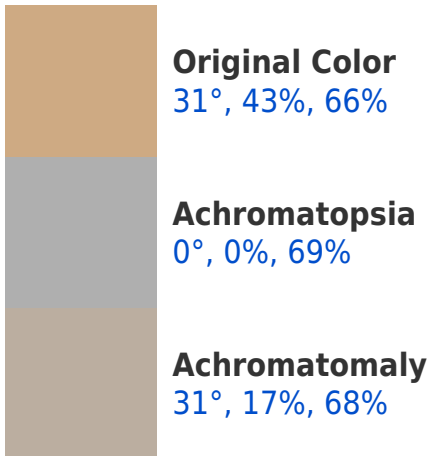 Original Color
31°, 43%, 66%
Achromatopsia
0°, 0%, 69%
Achromatomaly
31°, 17%, 68%